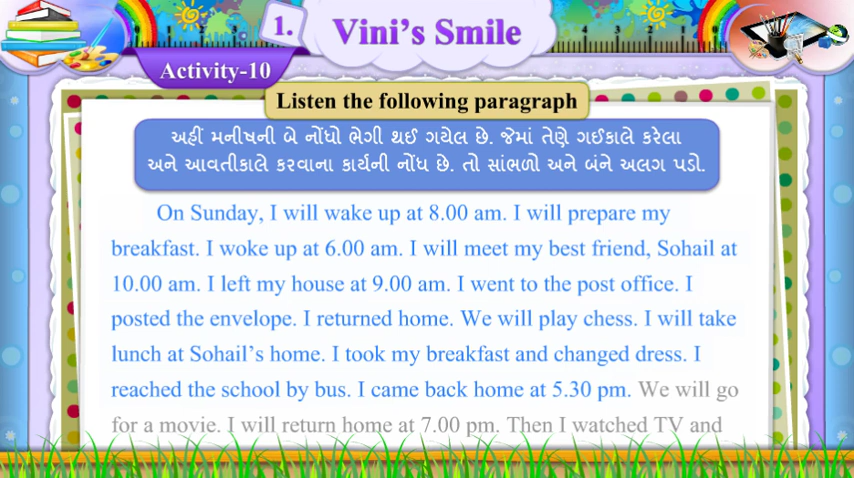 1.
Vini's Smile
Activity-10
Listen the following paragraph
અહીં મનીષની બે નોંધો ભેગી થઈ ગયેલ છે. જેમાં તેણે ગઈકાલે કરેલા
અને આવતીકાલે કરવાના કાર્યની નોંધ છે. તો સાંભળો અને બંને અલગ પડો.
On Sunday, I will wake up at 8.00 am. I will prepare my
breakfast. I woke up at 6.00 am. I will meet my best friend, Sohail at
10.00 am. I left my house at 9.00 am. I went to the post office. I
posted the envelope. I returned home. We will play chess. I will take
lunch at Sohail's home. I took my breakfast and changed dress. I
reached the school by bus. I came back home at 5.30 pm. We will go
for a movie. I will return home at 7.00 pm. Then I watched TV and